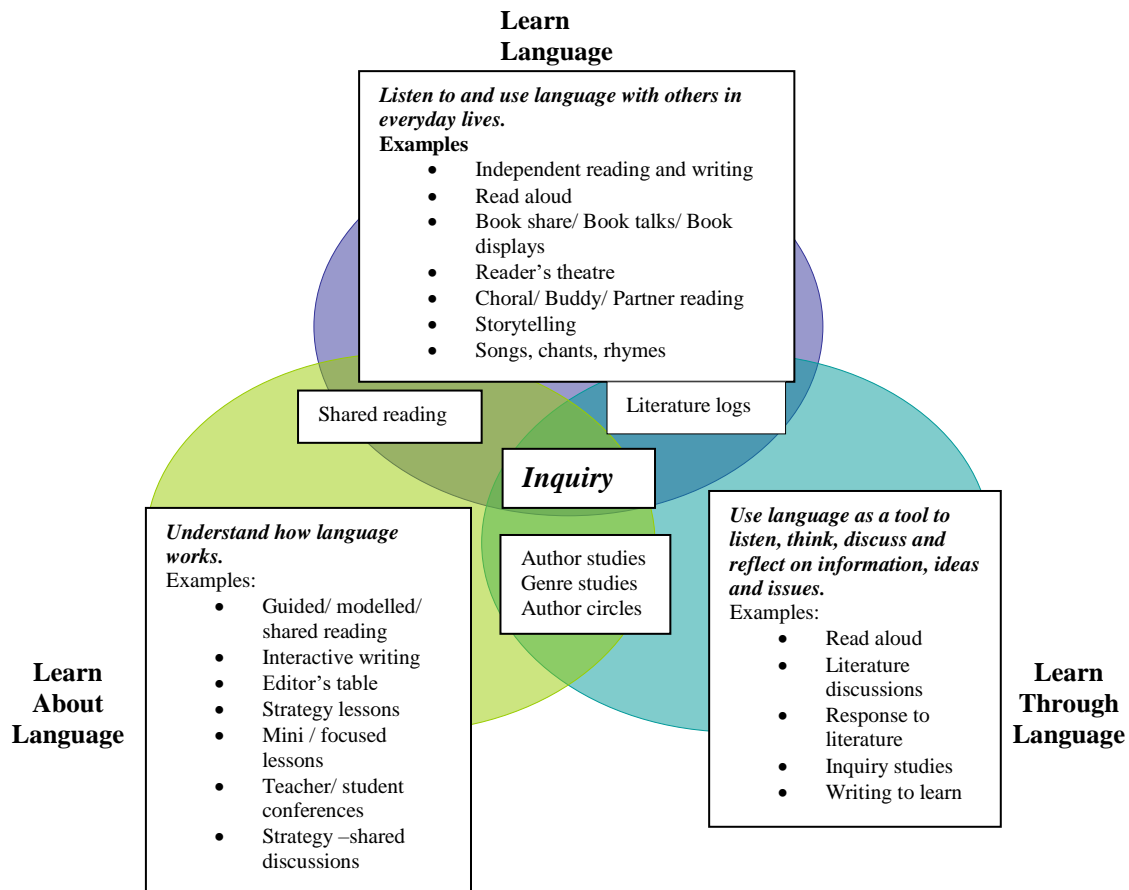 Learn
Language
Listen to and use language with others in
everyday lives.
Examples
• Independent reading and writing
• Read aloud
• Book share/ Book talks/ Book
displays
• Reader’s theatre
• Choral/ Buddy/ Partner reading
• Storytelling
• Songs, chants, rhymes
Shared reading
Literature logs
Inquiry
Author studies
Genre studies
Author circles
Learn
About
Language
Understand how language
works.
Examples:
• Guided/ modelled/
shared reading
• Interactive writing
• Editor’s table
• Strategy lessons
• Mini / focused
lessons
• Teacher/ student
conferences
• Strategy –shared
discussions
Use language as a tool to
listen, think, discuss and
reflect on information, ideas
and issues.
Examples:
• Read aloud
• Literature
discussions
• Response to
literature
• Inquiry studies
• Writing to learn
Learn
Through
Language